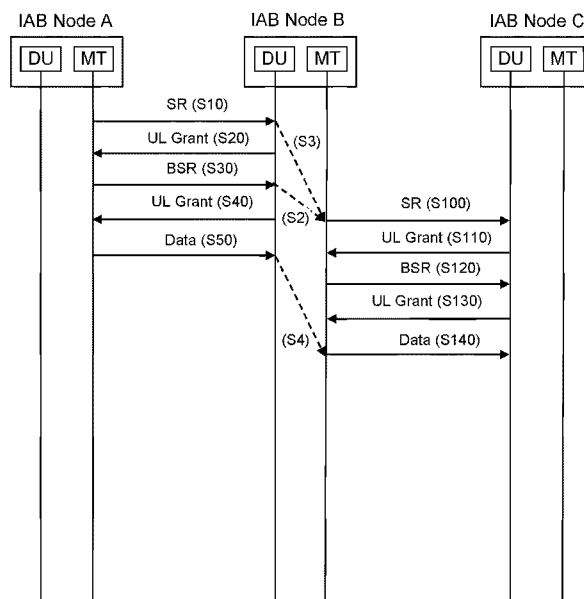 IAB Node A
IAB Node B
IAB Node C
DU MT
DU MT
DU MT
SR (S10)
UL Grant (S20)
(S3)
BSR (S30)
UL Grant (S40)
(S2)
SR (S100)
Data (S50)
UL Grant (S110)
BSR (S120)
UL Grant (S130)
(S4)
Data (S140)